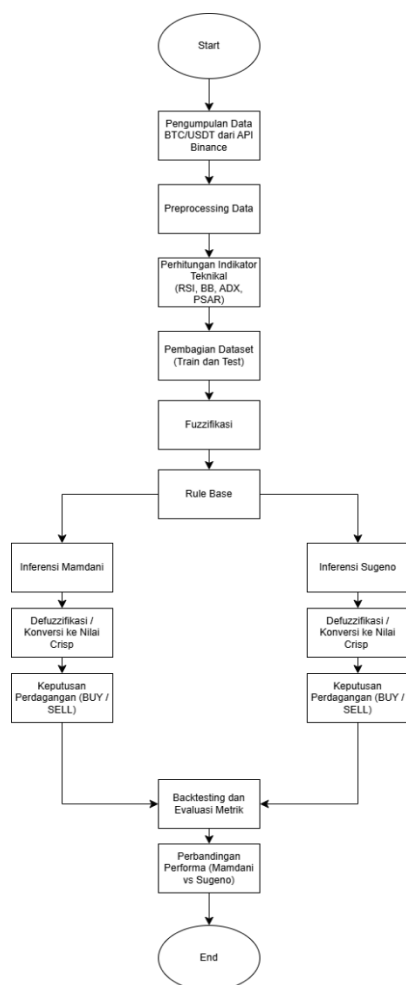 Start
Pengumpulan Data
BTC/USDT dari API
Binance
Preprocessing Data
Perhitungan Indikator
Teknikal
(RSI, BB, ADX,
PSAR)
Pembagian Dataset
(Train dan Test)
Fuzzifikasi
Rule Base
Inferensi Mamdani
Defuzzifikasi /
Konversi ke Nilai
Crisp
Keputusan
Perdagangan (BUY /
SELL)
Inferensi Sugeno
Defuzzifikasi /
Konversi ke Nilai
Crisp
Keputusan
Perdagangan (BUY /
SELL)
Backtesting dan
Evaluasi Metrik
Perbandingan
Performa (Mamdani
vs Sugeno)
End